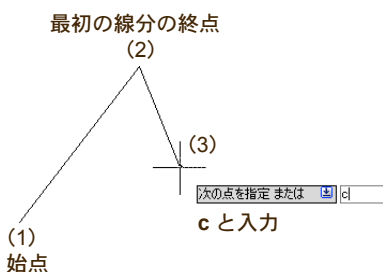 最初の線分の終点
(2)
(3)
次の点を指定 または
c
c と入力
(1)
始点